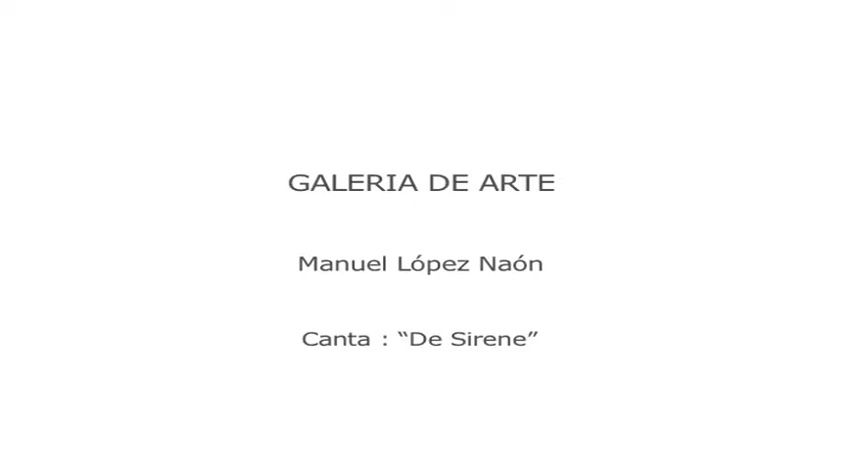 GALERIA DE ARTE
Manuel López Naón
Canta : “De Sirene”